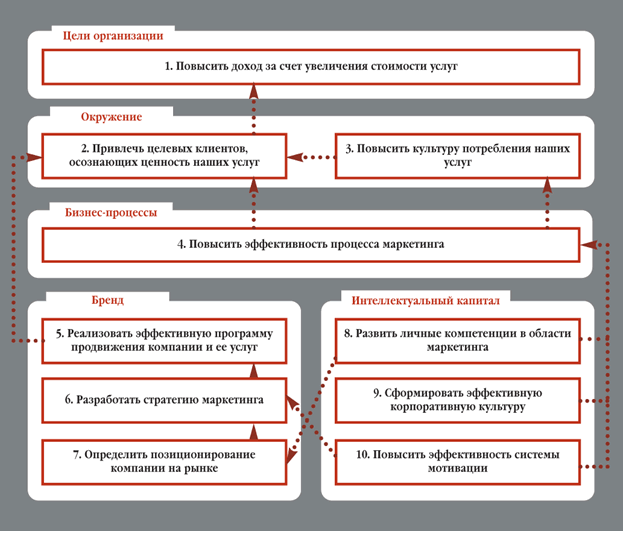 Цели организации
1. Повысить доход за счет увеличения стоимости услуг
Окружение
2. Привлечь целевых клиентов,
осознающих ценность наших услуг
3. Повысить культуру потребления наших
услуг
Бизнес-процессы
4. Повысить эффективность процесса маркетинга
Бренд
5. Реализовать эффективную программу
продвижения компании и ее услуг
6. Разработать стратегию маркетинга
7. Определить позиционирование
компании на рынке
Интеллектуальный капитал
8. Развить личные компетенции в области
маркетинга
9. Сформировать эффективную
корпоративную культуру
10. Повысить эффективность системы
мотивации